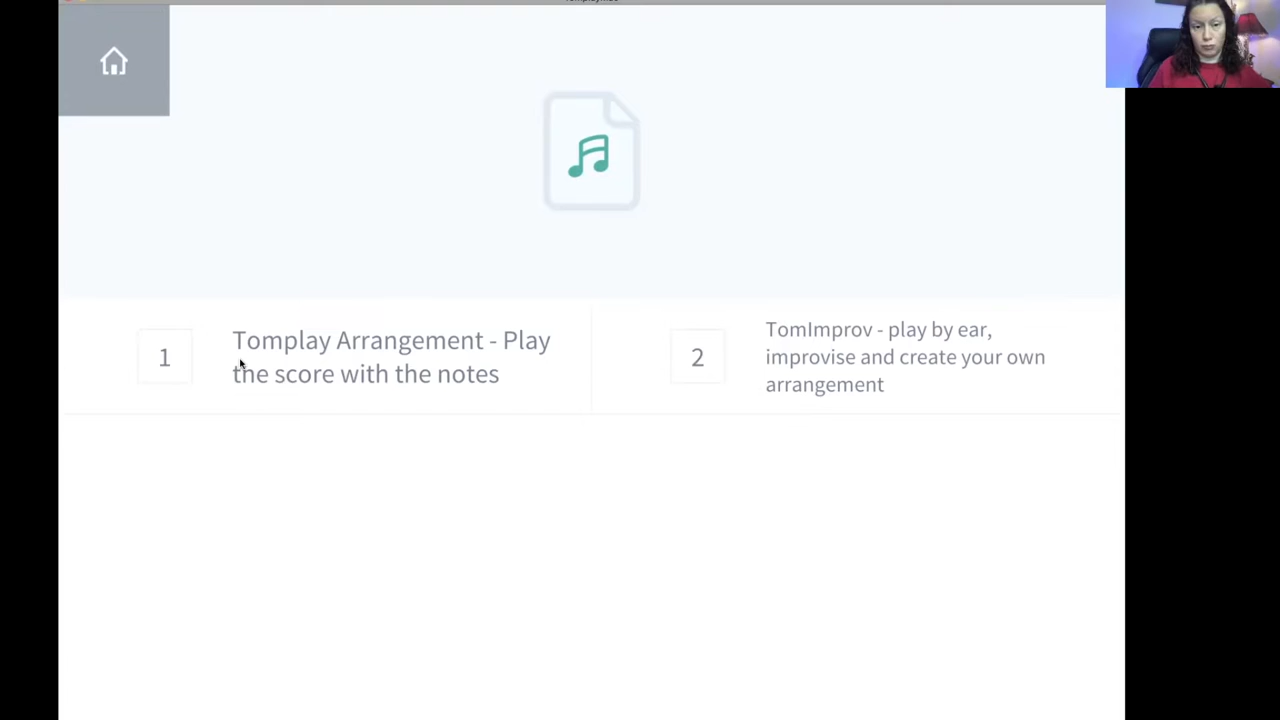 1
Tomplay Arrangement - Play
the score with the notes
2
TomImprov - play by ear,
improvise and create your own
arrangement